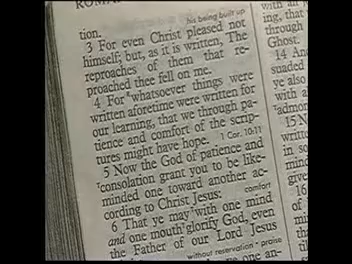 ROMA
his being built up
tion.
3 For even Christ pleased not
himself; but, as it is written, The
reproaches of them that re-
proached thee fell on me.
4 For whatsoever things were
written aforetime were written for
our learning, that we through pa-
tience and comfort of the scrip-
tures might have hope. 1 Cor. 10:11
5 Now the God of patience and
consolation grant you to be like-
minded one toward another ac-
cording to Christ Jesus: comfort
6 That ye may with one mind
and one mouth glorify God, even
the Father of our Lord Jesus
without reservation · praise
ing, that
through
Ghost.
14 An
suaded
ye also
with a
admon
15 N
writte
in so
mind
give
16